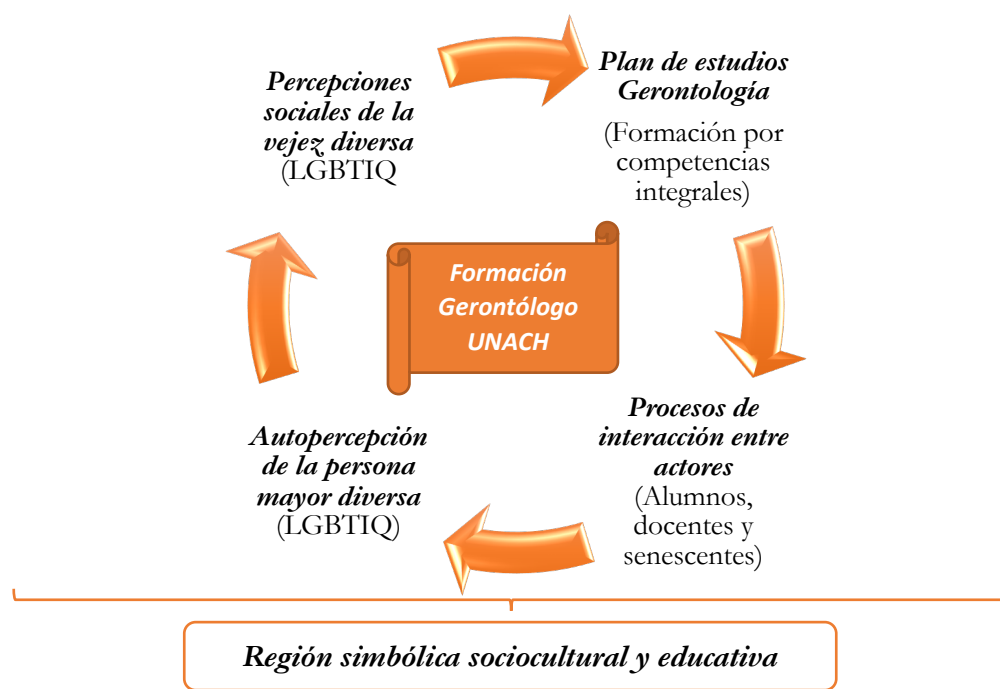 Percepciones
sociales de la
vejez diversa
(LGBTIQ
Plan de estudios
Gerontología
(Formación por
competencias
integrales)
Formación
Gerontólogo
UNACH
Procesos de
interacción entre
actores
(Alumnos,
docentes y
senescentes)
Autopercepción
de la persona
mayor diversa
(LGBTIQ)
Región simbólica sociocultural y educativa